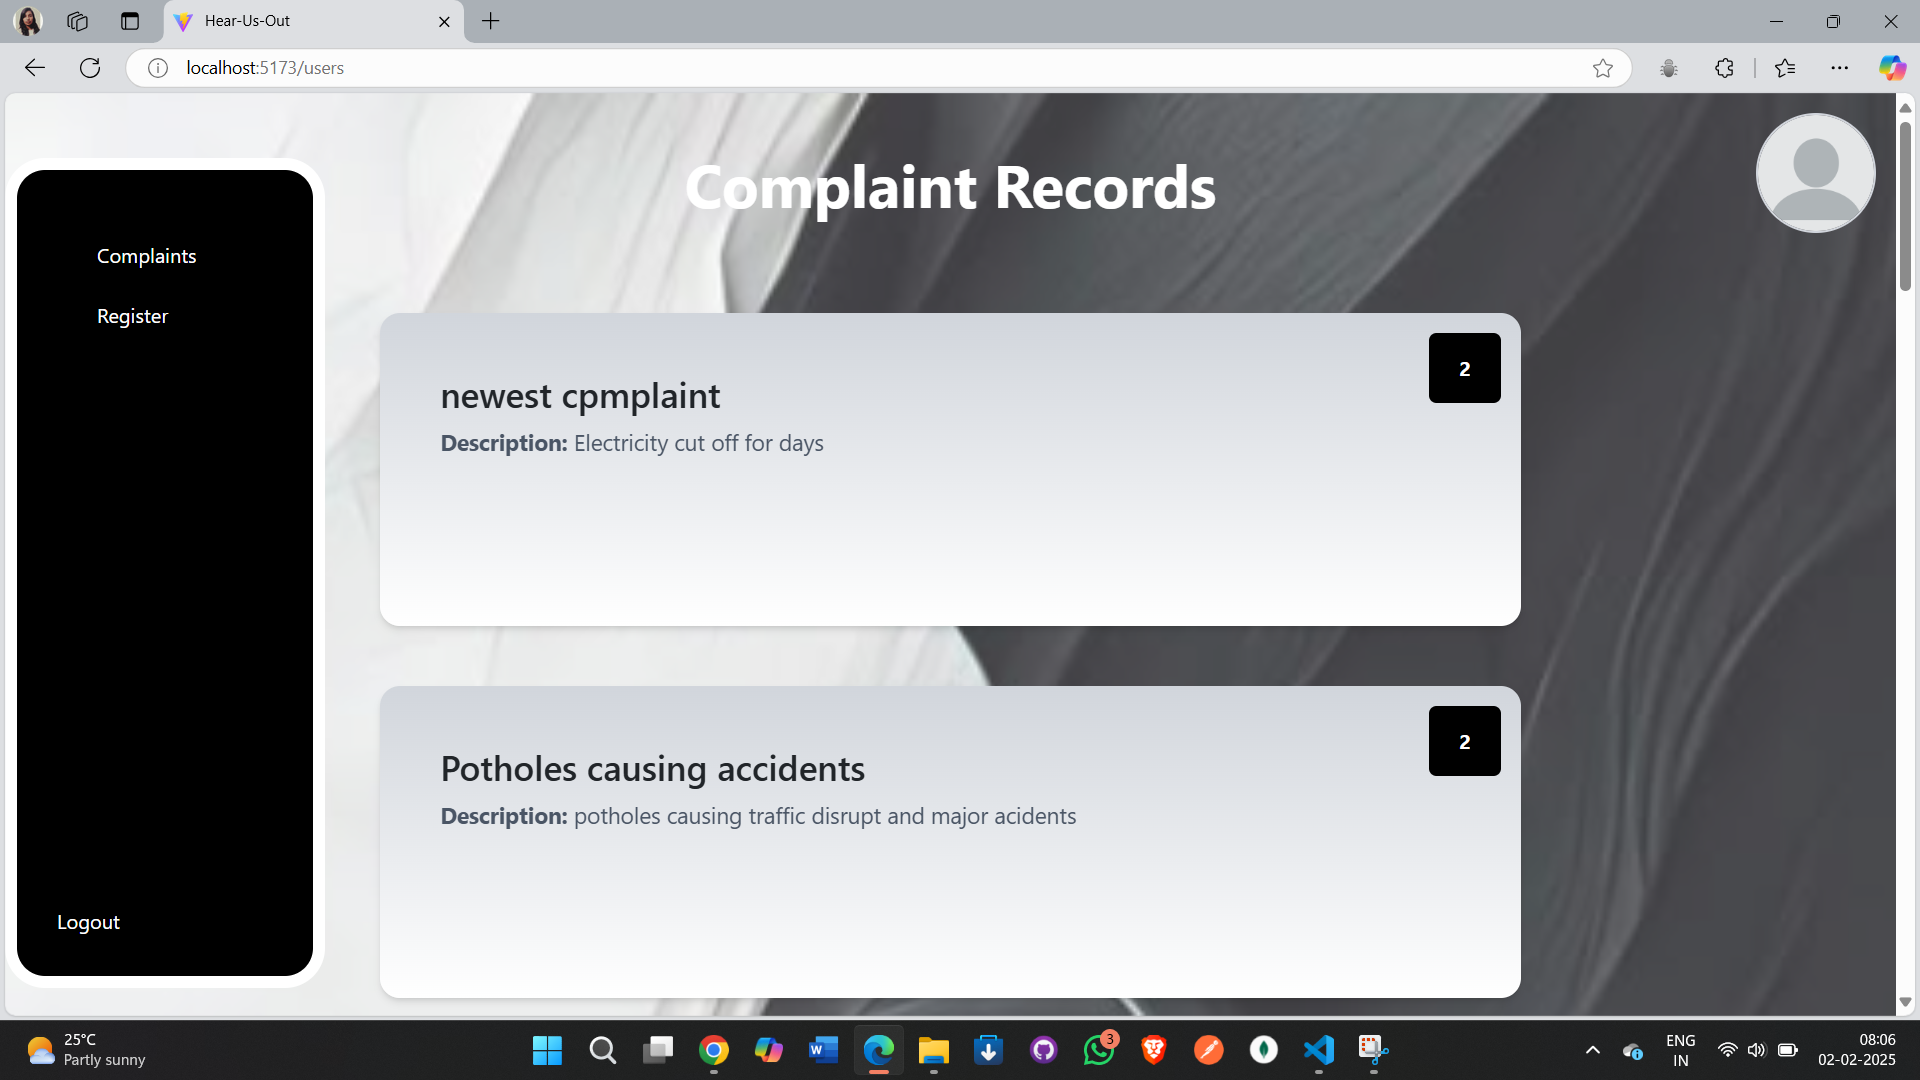 Hear-Us-Out
localhost:5173/users
Complaint Records
Complaints
Register
Logout
2
newest cpmplaint
Description: Electricity cut off for days
2
Potholes causing accidents
Description: potholes causing traffic disrupt and major acidents
25°C
Partly sunny
W
3
ENG
IN
08:06
02-02-2025